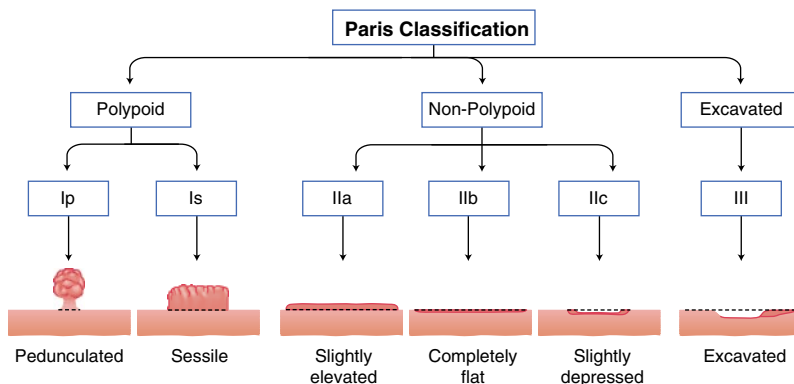 Paris Classification
Polypoid
Non-Polypoid
Excavated
Ip
Is
IIa
IIb
IIc
III
Pedunculated
Sessile
Slightly
elevated
Completely
flat
Slightly
depressed
Excavated